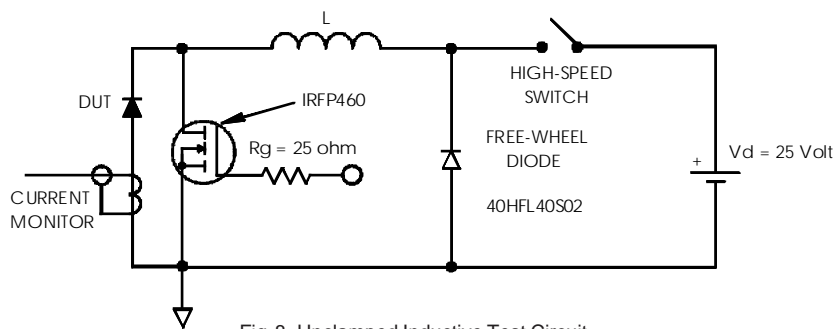 L
HIGH-SPEED
SWITCH
DUT
IRFP460
Rg = 25 ohm
FREE-WHEEL
DIODE
40HFL40S02
+
Vd = 25 Volt
CURRENT
MONITOR
Fig. 8 - Unclamped Inductive Test Circuit